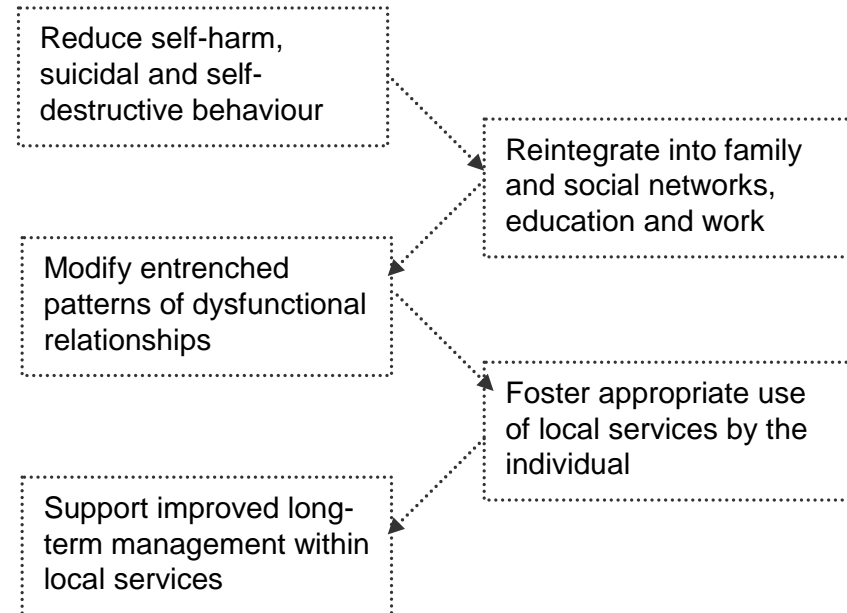 Reduce self-harm,
suicidal and self-
destructive behaviour
Reintegrate into family
and social networks,
education and work
Modify entrenched
patterns of dysfunctional
relationships
Foster appropriate use
of local services by the
individual
Support improved long-
term management within
local services